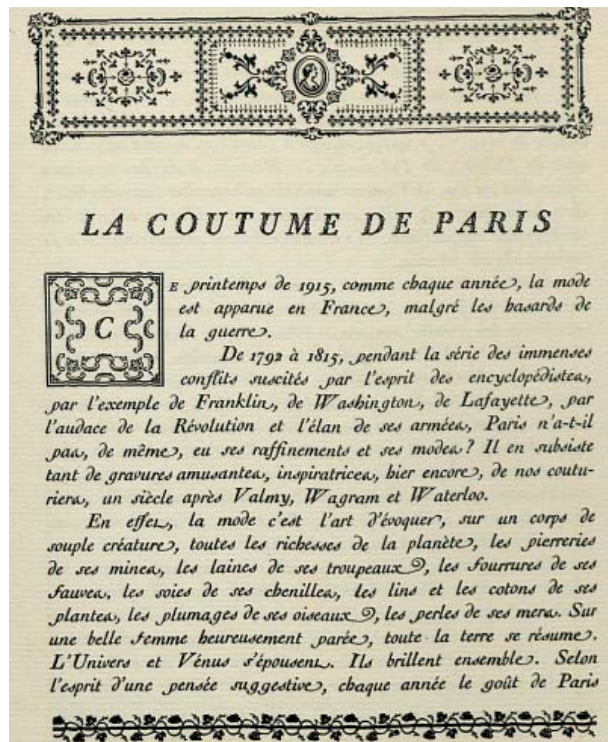 LA COUTUME DE PARIS
CE printemps de 1915, comme chaque année, la mode
est apparue en France, malgré les hasards de
la guerre.
De 1792 à 1815, pendant la série des immenses
conflits suscités par l'esprit des encyclopédistes,
par l'exemple de Franklin, de Washington, de Lafayette, par
l'audace de la Révolution et l'élan de ses armées, Paris n'a-t-il
pas, de même, eu ses raffinements et ses modes? Il en subsiste
tant de gravures amusantes, inspiratrices, hier encore, de nos coutu-
riers, un siècle après Valmy, Wagram et Waterloo.
En effet, la mode c'est l'art d'évoquer, sur un corps de
souple créature, toutes les richesses de la planète, les pierreries
de ses mines, les laines de ses troupeaux, les fourrures de ses
fauves, les soies de ses chenilles, les lins et les cotons de ses
plantes, les plumages de ses oiseaux, les perles de ses mers. Sur
une belle femme heureusement parée, toute la terre se résume.
L'Univers et Vénus s'épousent. Ils brillent ensemble. Selon
l'esprit d'une pensée suggestive, chaque année le goût de Paris